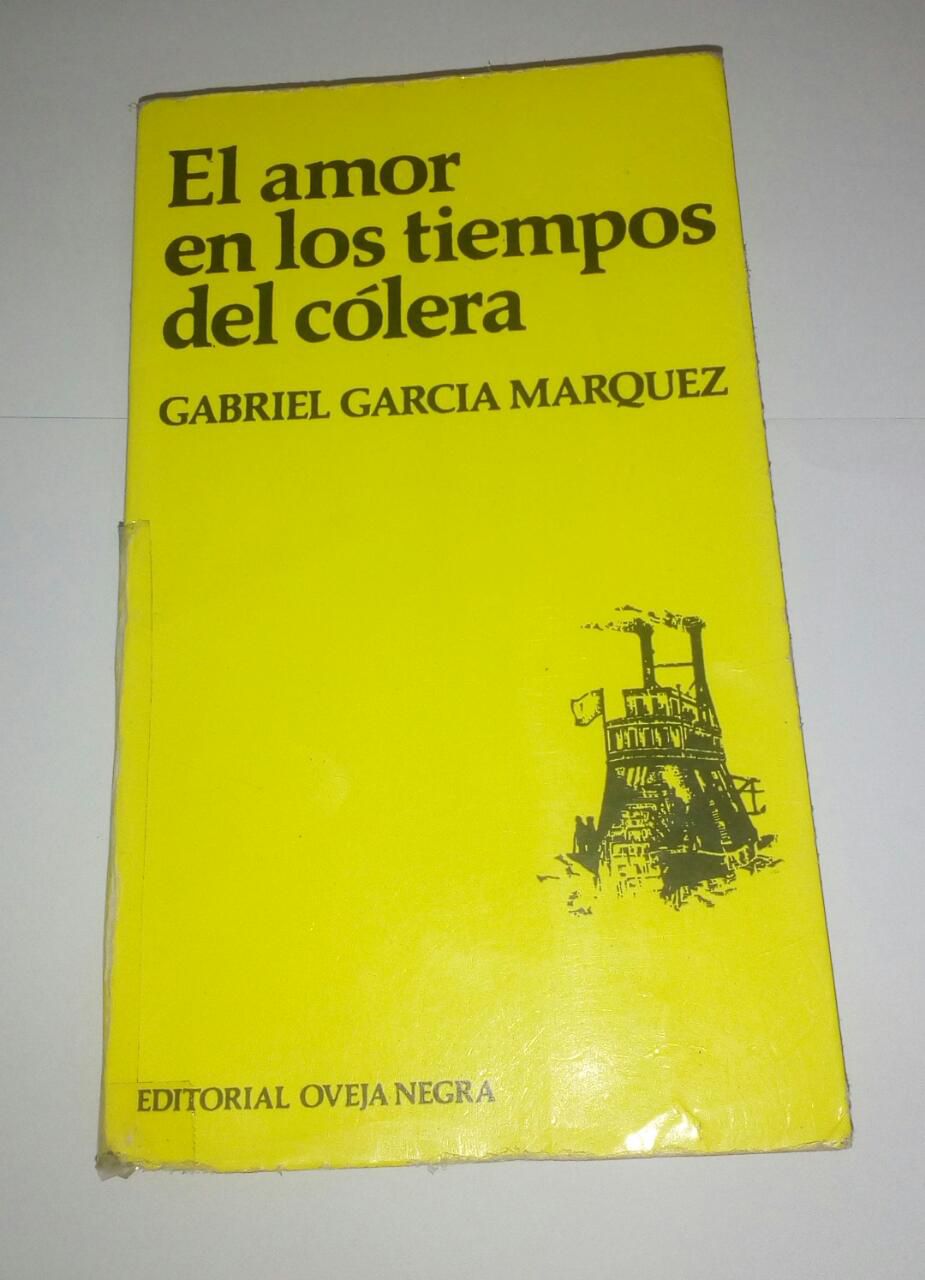 El amor
en los tiempos
del cólera
GABRIEL GARCIA MARQUEZ
EDITORIAL OVEJA NEGRA